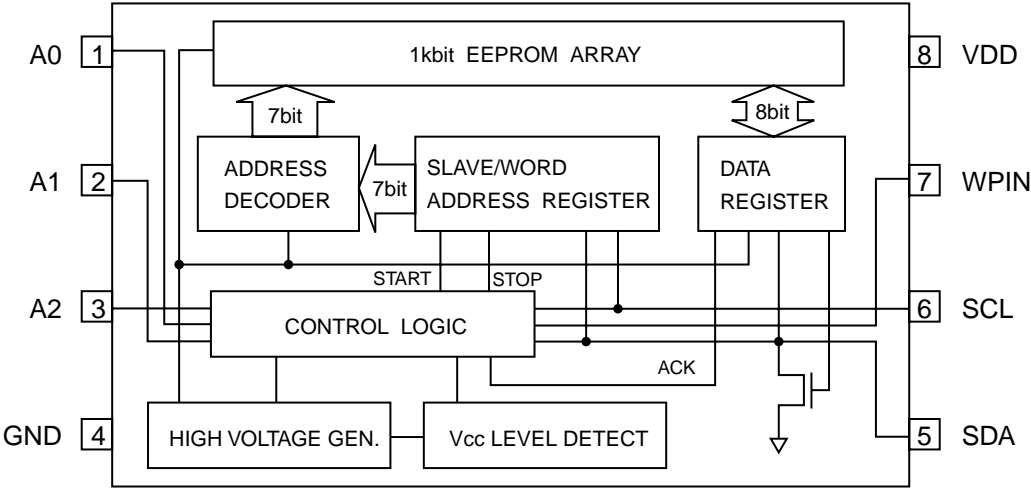 A0 1
1kbit EEPROM ARRAY
8 VDD
7bit
8bit
A1 2
ADDRESS
DECODER
7bit
SLAVE/WORD
ADDRESS REGISTER
DATA
REGISTER
7 WPIN
START
STOP
A2 3
CONTROL LOGIC
6 SCL
ACK
GND 4
HIGH VOLTAGE GEN.
Vcc LEVEL DETECT
5 SDA